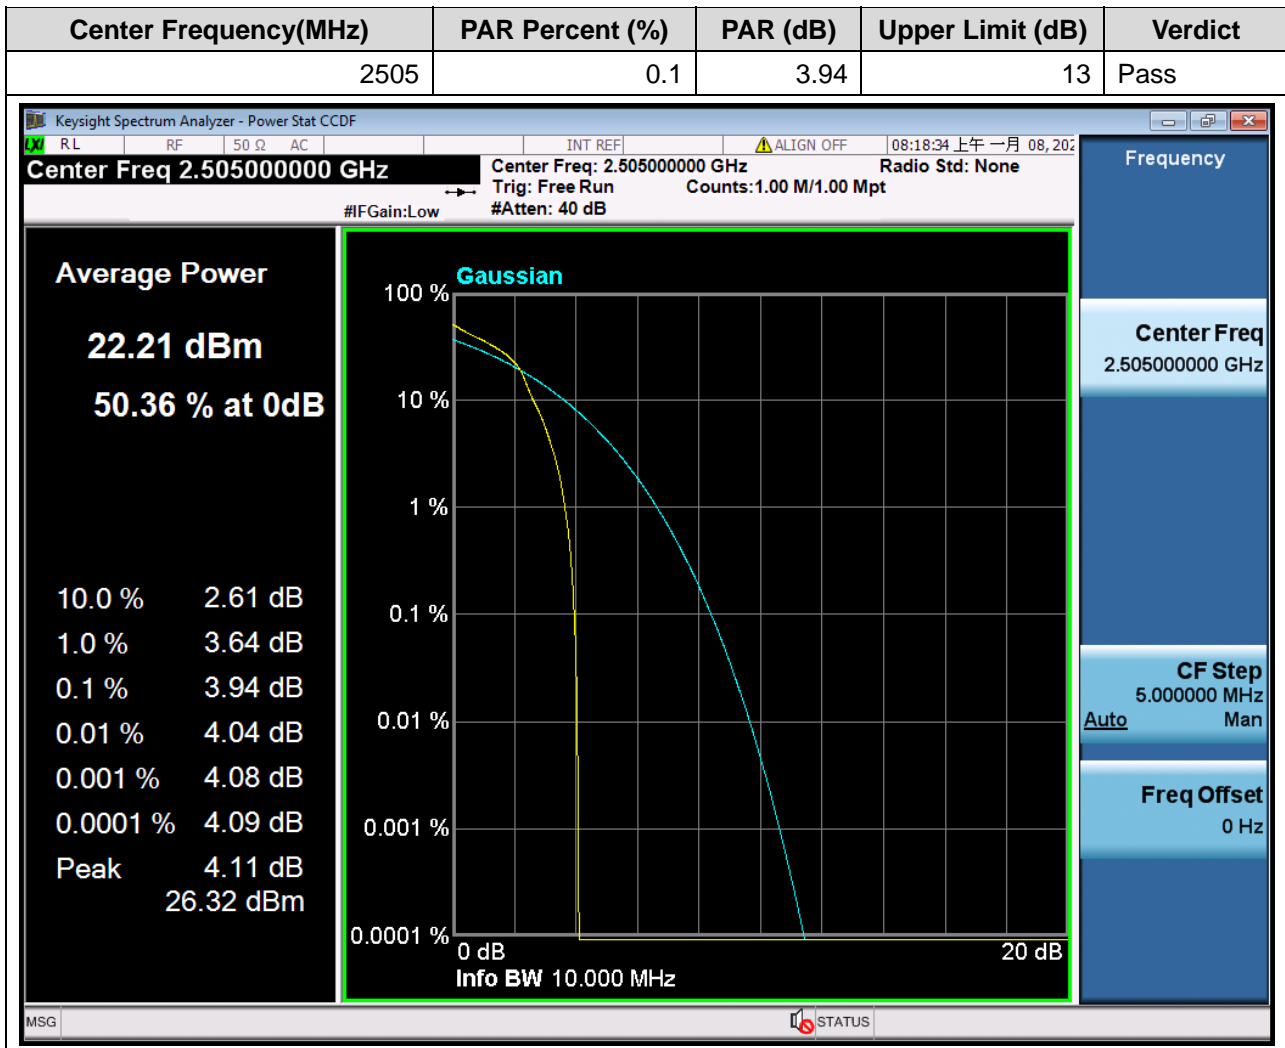 Center Frequency(MHz) PAR Percent (%) PAR (dB) Upper Limit (dB) Verdict
2505 0.1 3.94 13 Pass
Keysight Spectrum Analyzer - Power Stat CCDF
LXI RL RF 50 Ω AC INT REF ALIGN OFF 08:18:34 上午 一月 08, 202
Center Freq 2.505000000 GHz
Center Freq: 2.505000000 GHz Radio Std: None
Trig: Free Run Counts:1.00 M/1.00 Mpt
#IFGain:Low #Atten: 40 dB
Frequency
Center Freq
2.505000000 GHz
CF Step
5.000000 MHz
Auto Man
Freq Offset
0 Hz
Average Power
22.21 dBm
50.36 % at 0dB
10.0 % 2.61 dB
1.0 % 3.64 dB
0.1 % 3.94 dB
0.01 % 4.04 dB
0.001 % 4.08 dB
0.0001 % 4.09 dB
Peak 4.11 dB
26.32 dBm
Gaussian
100 %
10 %
1 %
0.1 %
0.01 %
0.001 %
0.0001 %
0 dB 20 dB
Info BW 10.000 MHz
MSG STATUS